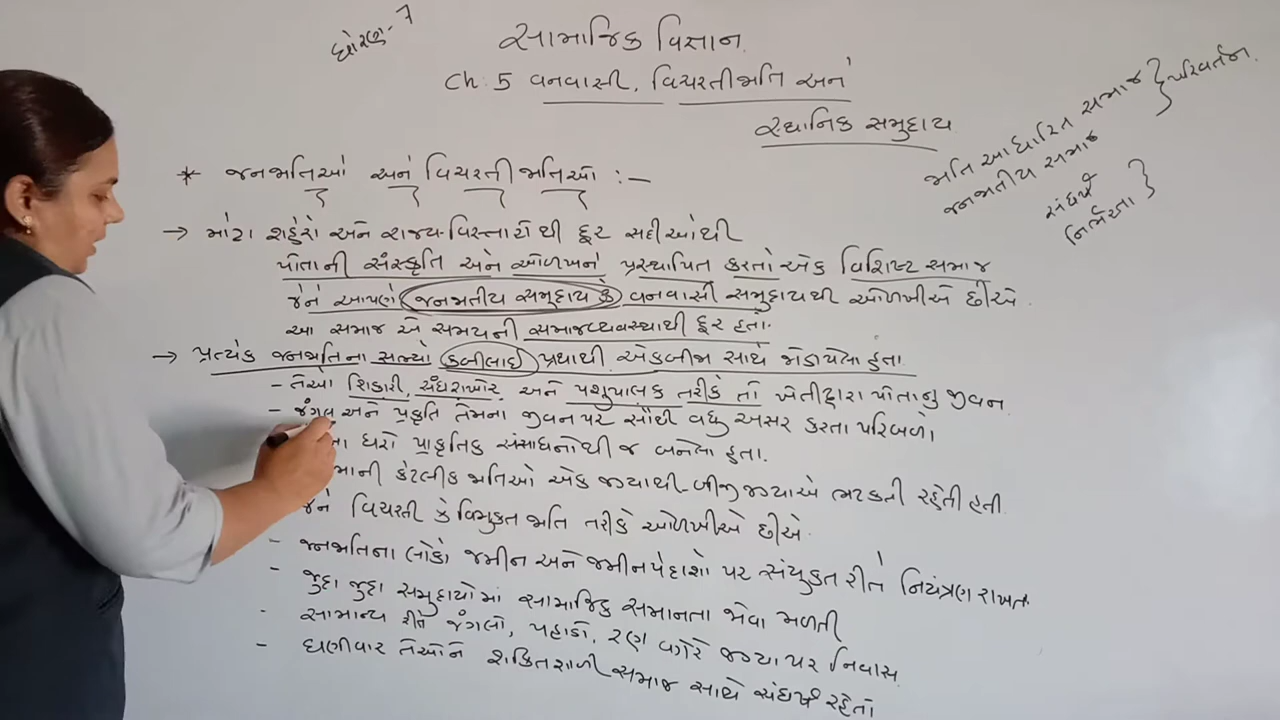 ધોરણ-7
સામાજિક વિજ્ઞાન
Ch: 5 વનવાસી, વિચરતી જાતિ અને
સ્થાનિક સમુદાય
જાતિ આધારિત સમાજ } પરિવર્તન
જનજાતીય સમાજ
સંઘર્ષ }
નિર્ભરતા
* જનજાતિઓ અને વિચરતી જાતિઓ :-
→ મોટા શહેરો અને રાજ્ય-વિસ્તારોથી દૂર સદીઓથી
પોતાની સંસ્કૃતિ અને ઓળખને પ્રસ્થાપિત કરતો એક વિશિષ્ટ સમાજ
જેને આપણે જનજાતીય સમુદાય કે વનવાસી સમુદાયથી ઓળખીએ છીએ.
આ સમાજ એ સમયની સમાજવ્યવસ્થાથી દૂર હતો.
→ પ્રત્યેક જનજાતિના સભ્યો કબીલાઈ પ્રથાથી એકબીજા સાથે જોડાયેલા હતા.
- તેઓ શિકારી, સંઘરાખોર અને પશુપાલક તરીકે તો ખેતીદ્વારા પોતાનુ જીવન
- જંગલ અને પ્રકૃતિ તેમના જીવન પર સૌથી વધુ અસર કરતા પરિબળો
ઘરો પ્રાકૃતિક સંસાધનોથી જ બનેલા હતા.
કેટલીક જાતિઓ એક જગ્યાથી-બીજી જગ્યાએ ભટકતી રહેતી હતી
જેને વિચરતી કે વિમુક્ત જાતિ તરીકે ઓળખીએ છીએ.
- જનજાતિના લોકો જમીન અને જમીનપેદાશો પર સંયુક્ત રીતે નિયંત્રણ રાખતા
- જુદા જુદા સમુદાયોમાં સામાજિક સમાનતા જોવા મળતી
- સામાન્ય રીતે જંગલો, પહાડો, રણ વગેરે જગ્યા પર નિવાસ
- ઘણીવાર તેઓને શક્તિશાળી સમાજ સાથે સંઘર્ષ રહેતો